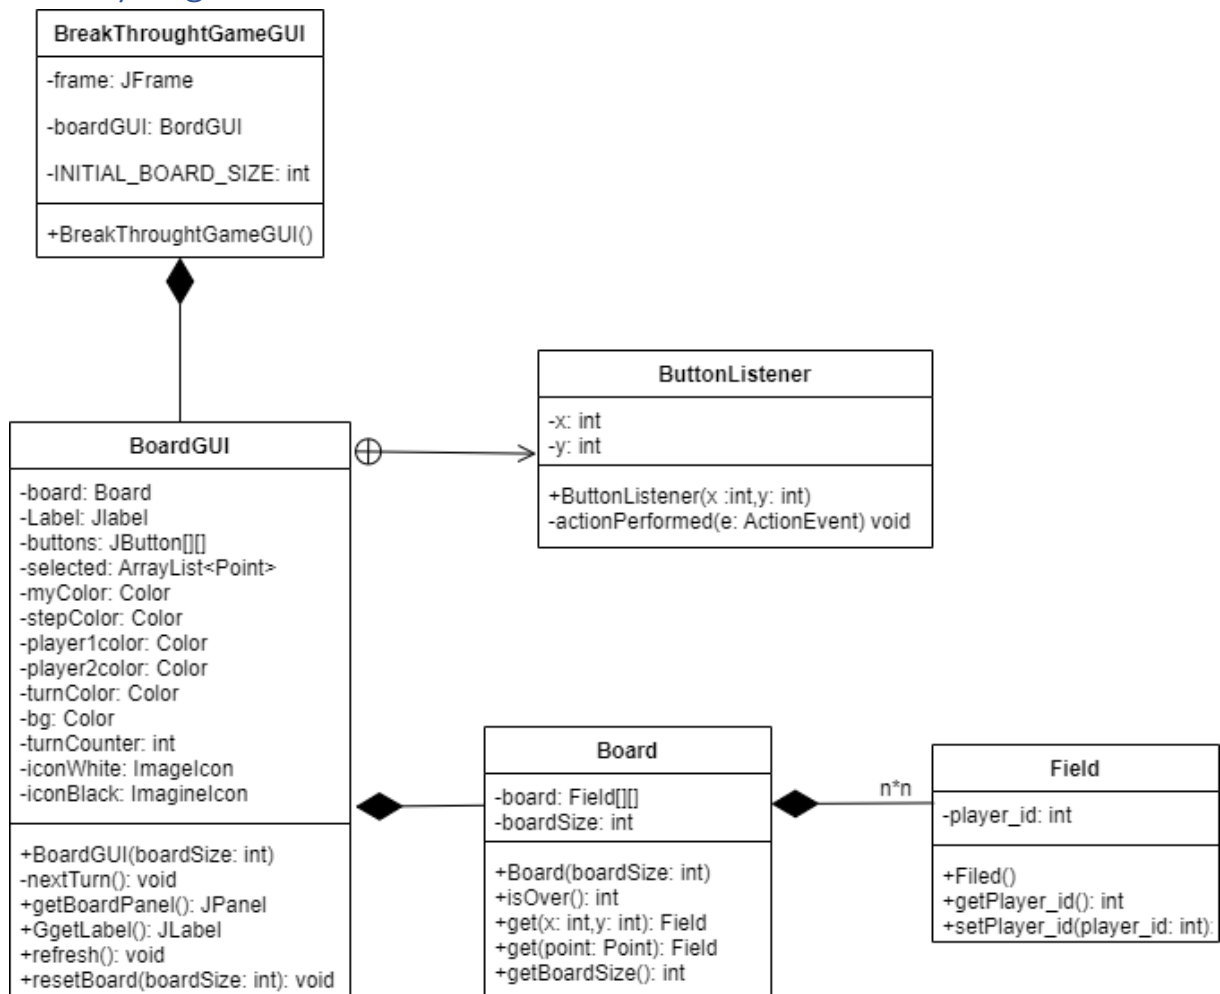 BreakThroughtGameGUI
-frame: JFrame
-boardGUI: BordGUI
-INITIAL_BOARD_SIZE: int
+BreakThroughtGameGUI()
ButtonListener
-x: int
-y: int
+ButtonListener(x :int,y: int)
-actionPerformed(e: ActionEvent) void
BoardGUI
-board: Board
-Label: Jlabel
-buttons: JButton[][]
-selected: ArrayList<Point>
-myColor: Color
-stepColor: Color
-player1color: Color
-player2color: Color
-turnColor: Color
-bg: Color
-turnCounter: int
-iconWhite: ImageIcon
-iconBlack: ImagineIcon
+BoardGUI(boardSize: int)
-nextTurn(): void
+getBoardPanel(): JPanel
+GgetLabel(): JLabel
+refresh(): void
+resetBoard(boardSize: int): void
Board
-board: Field[][]
-boardSize: int
+Board(boardSize: int)
+isOver(): int
+get(x: int,y: int): Field
+get(point: Point): Field
+getBoardSize(): int
n*n
Field
-player_id: int
+Filed()
+getPlayer_id(): int
+setPlayer_id(player_id: int):